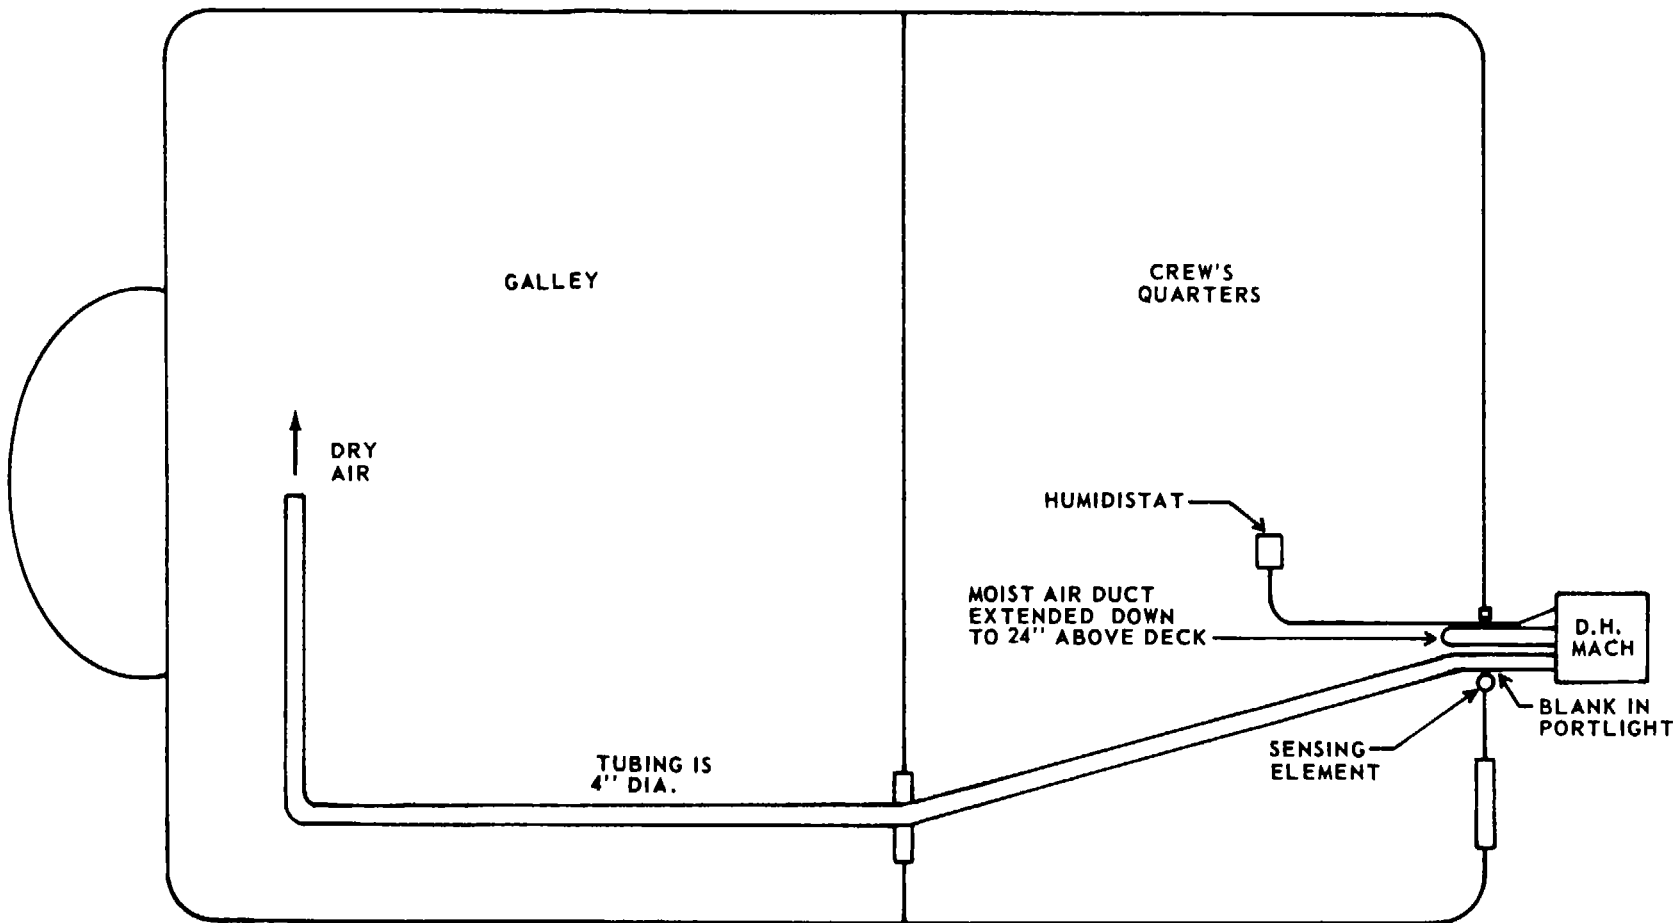 GALLEY
CREW'S
QUARTERS
DRY
AIR
HUMIDISTAT
MOIST AIR DUCT
EXTENDED DOWN
TO 24" ABOVE DECK
D.H.
MACH
BLANK IN
PORTLIGHT
SENSING
ELEMENT
TUBING IS
4" DIA.